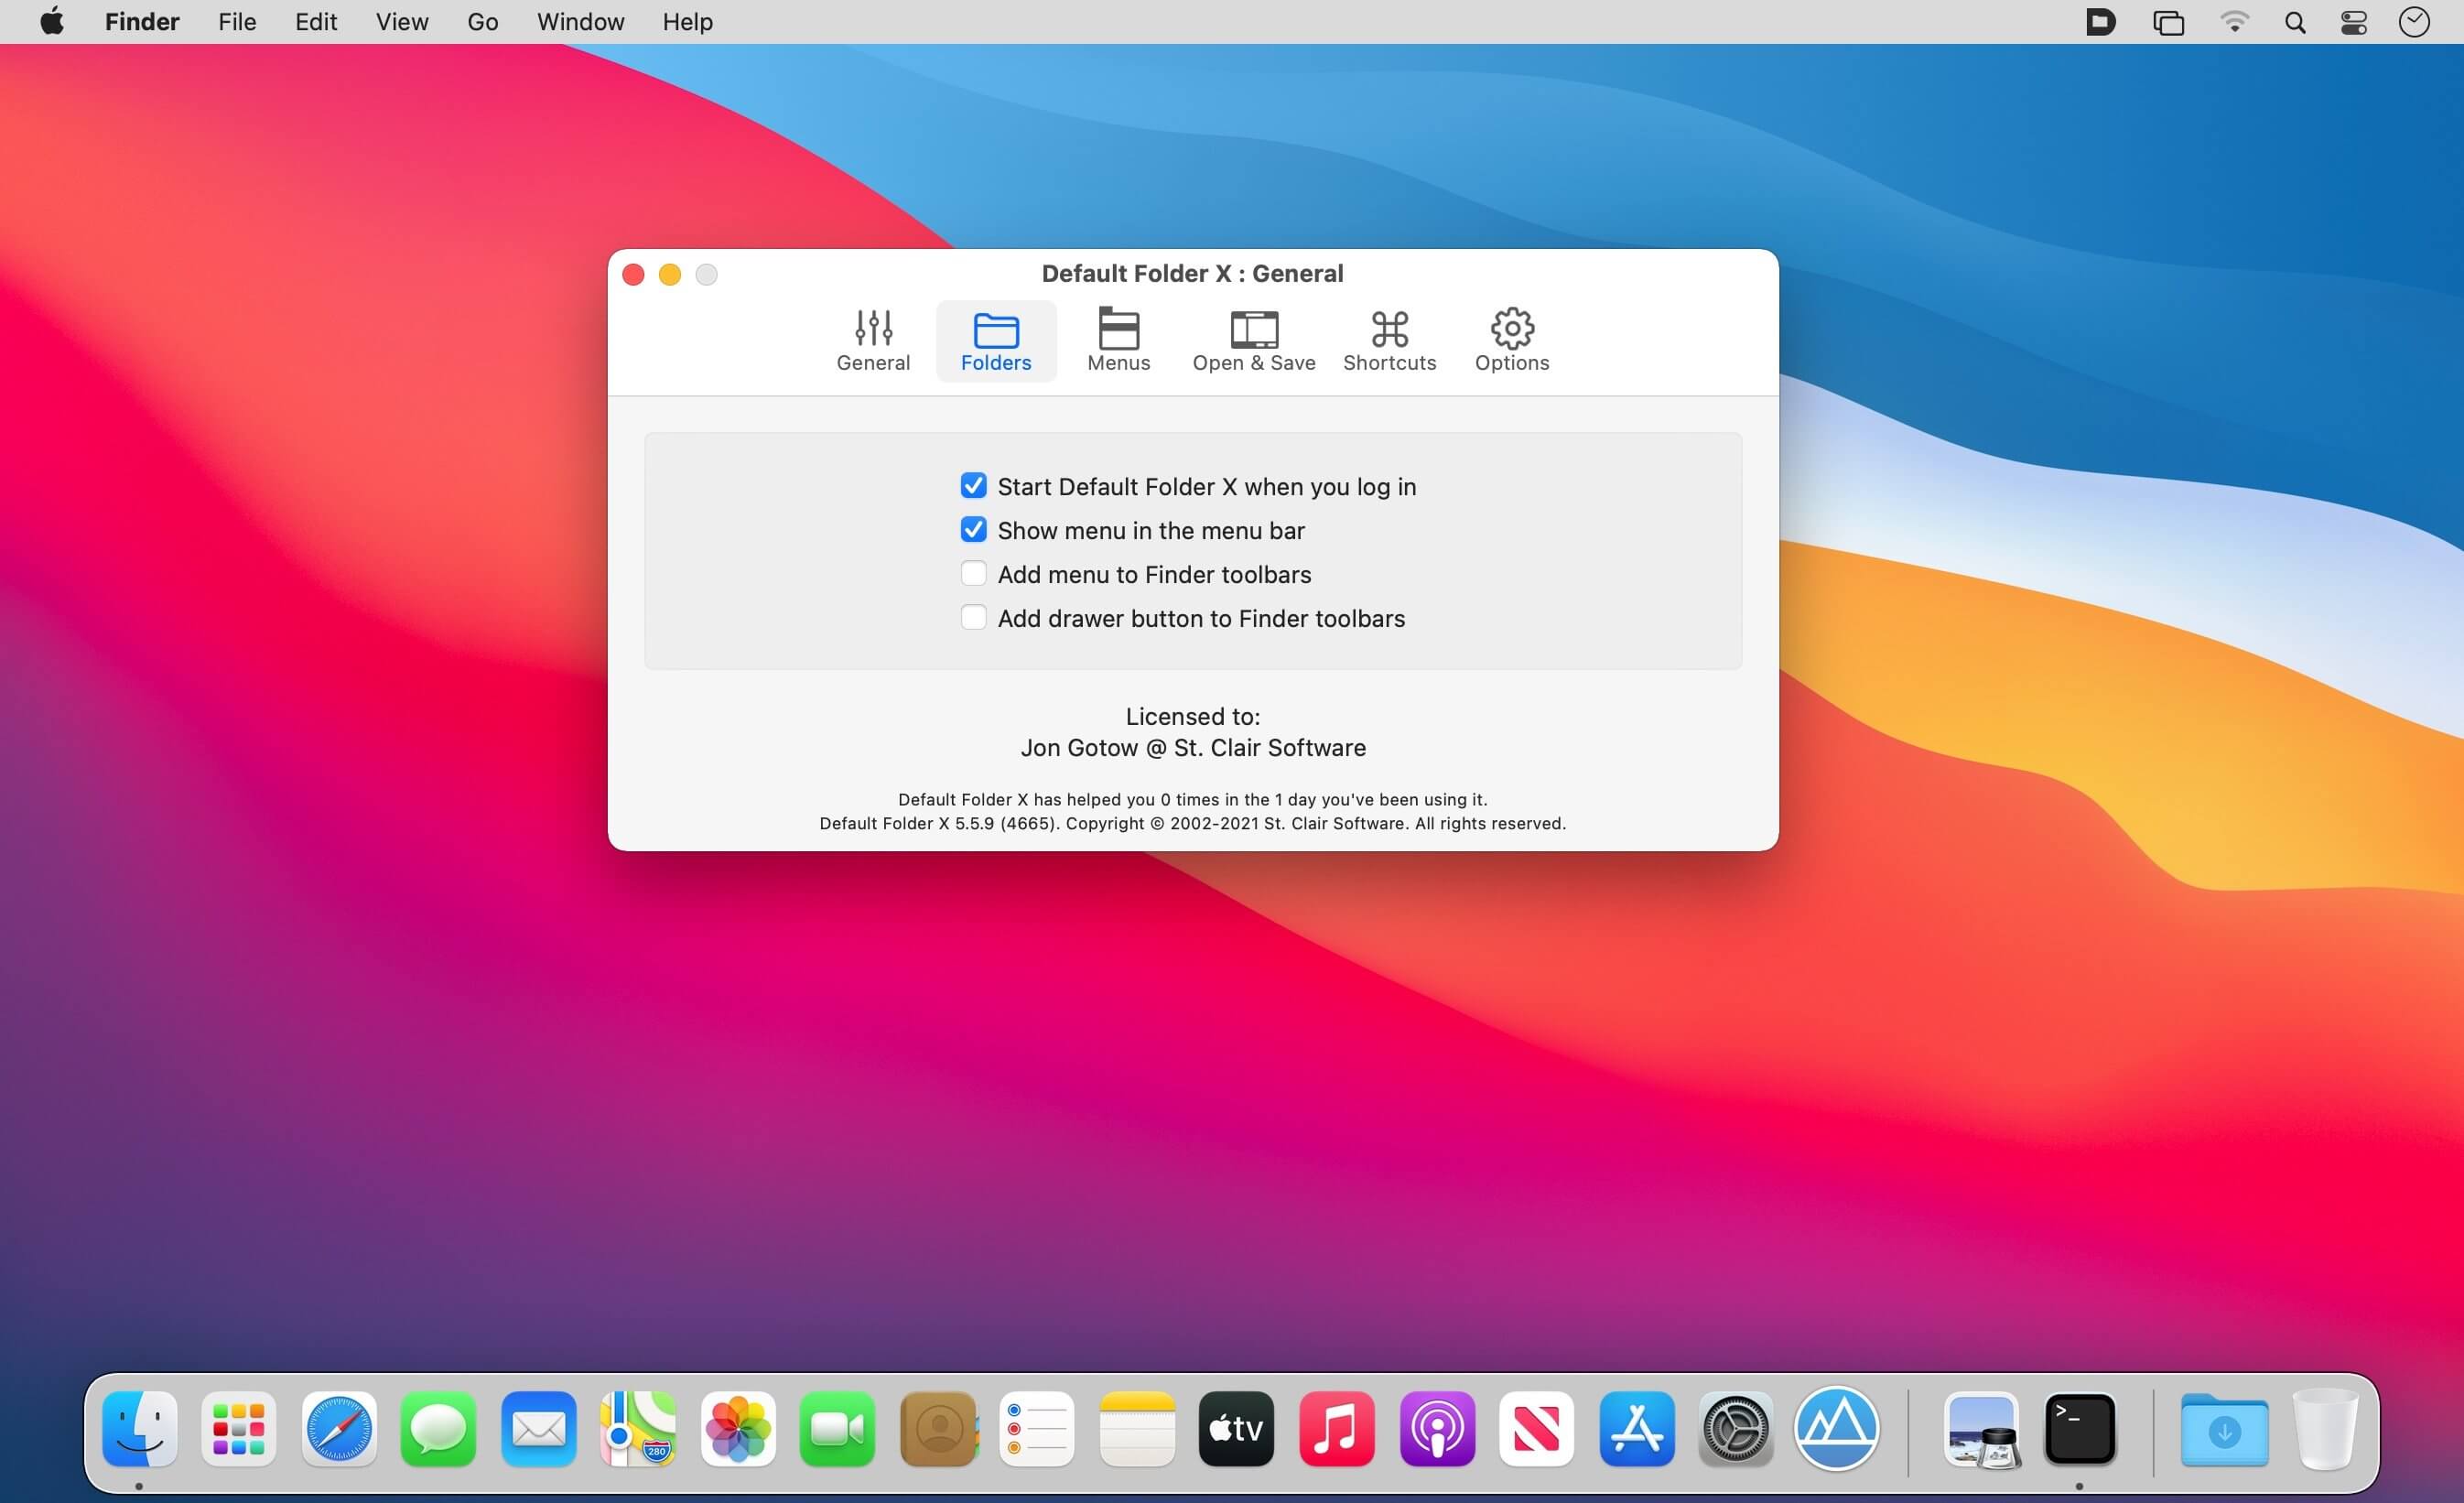 Finder File Edit View Go Window Help
Default Folder X : General
General Folders Menus Open & Save Shortcuts Options
Start Default Folder X when you log in
Show menu in the menu bar
Add menu to Finder toolbars
Add drawer button to Finder toolbars
Licensed to:
Jon Gotow @ St. Clair Software
Default Folder X has helped you 0 times in the 1 day you've been using it.
Default Folder X 5.5.9 (4665). Copyright © 2002-2021 St. Clair Software. All rights reserved.
280
tv
>_